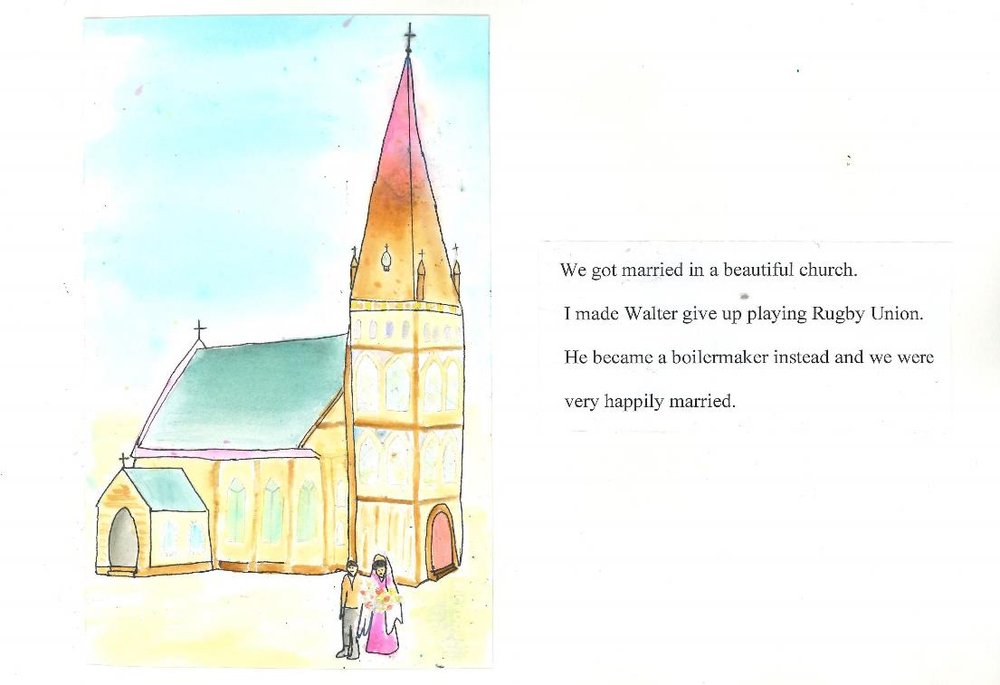 We got married in a beautiful church.
I made Walter give up playing Rugby Union.
He became a boilermaker instead and we were
very happily married.